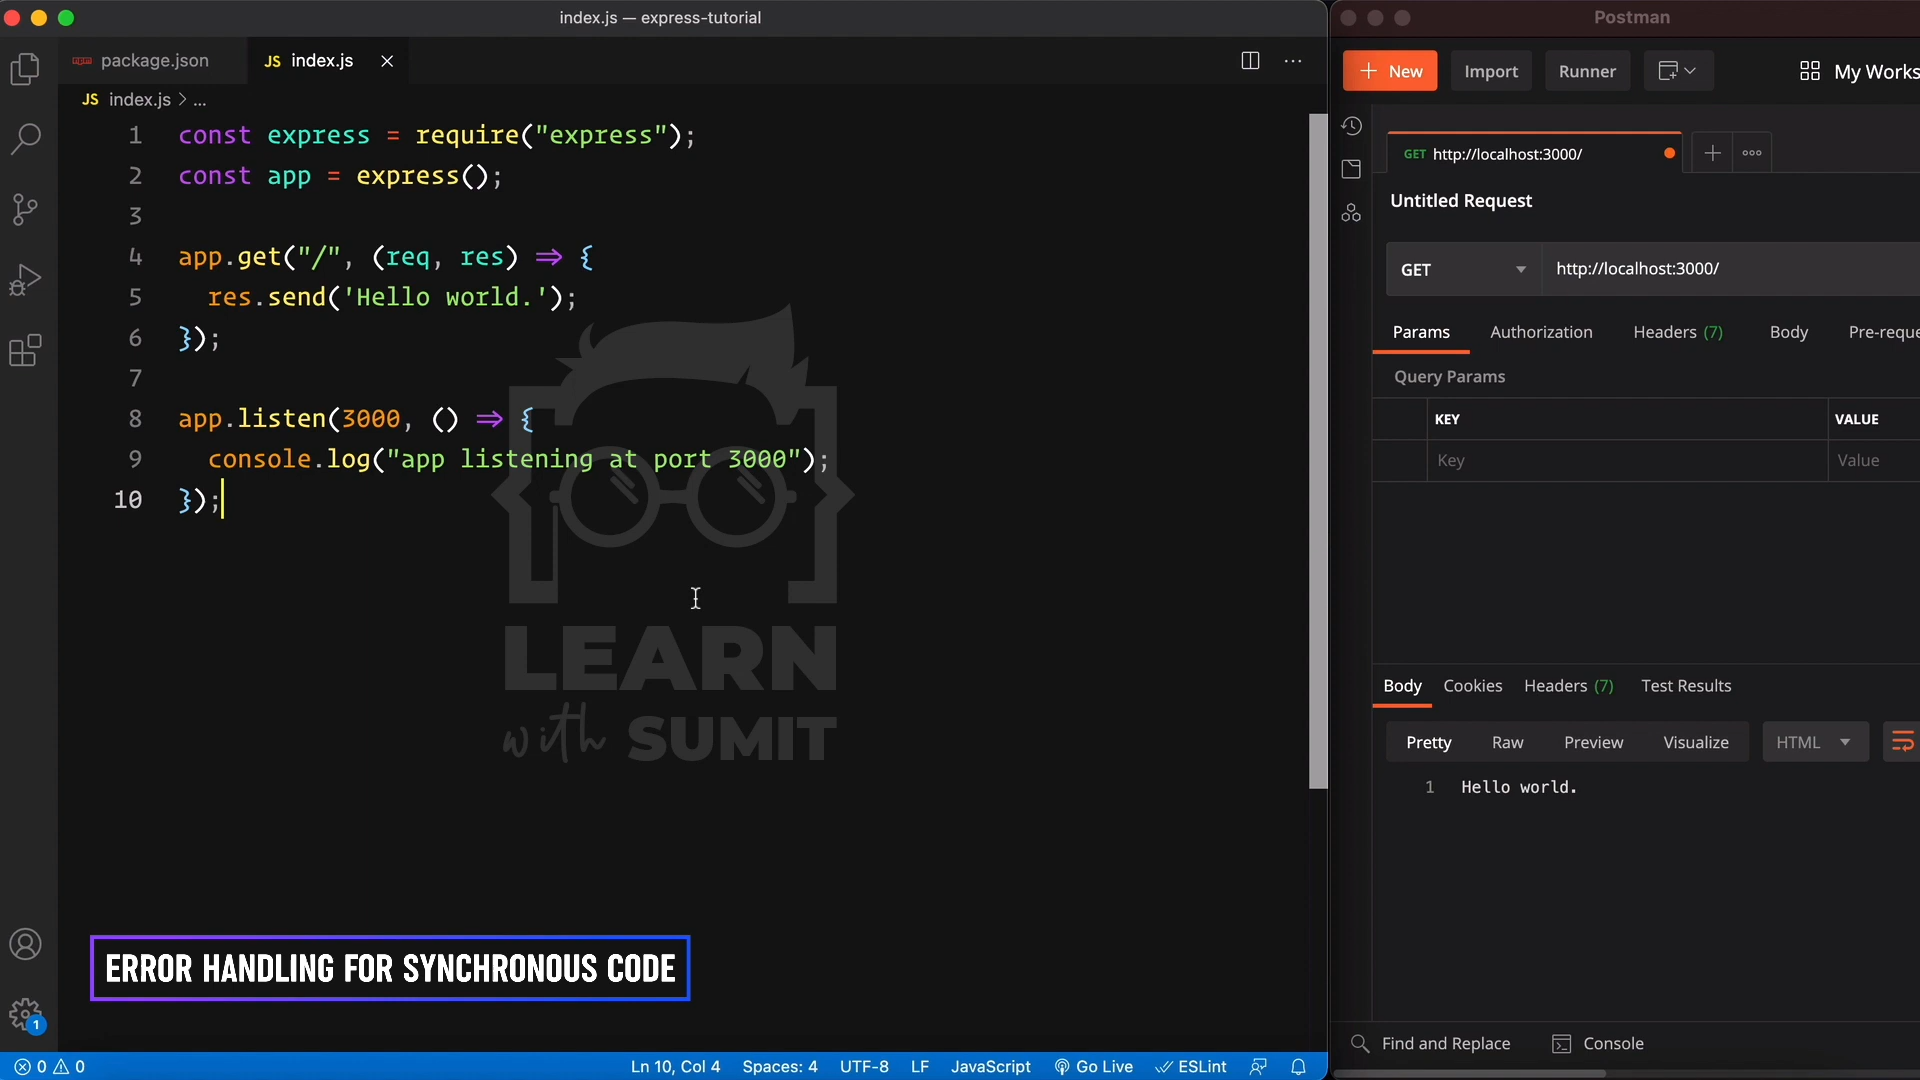 index.js — express-tutorial
package.json
JS index.js
JS index.js > ...
1 const express = require("express");
2 const app = express();
3
4 app.get("/", (req, res) => {
5 res.send('Hello world.');
6 });
7
8 app.listen(3000, () => {
9 console.log("app listening at port 3000");
10 });
LEARN
with SUMIT
ERROR HANDLING FOR SYNCHRONOUS CODE
1
0 0 Ln 10, Col 4 Spaces: 4 UTF-8 LF JavaScript Go Live ESLint
Postman
+ New Import Runner My Works
GET http://localhost:3000/
Untitled Request
GET http://localhost:3000/
Params Authorization Headers (7) Body Pre-reque
Query Params
KEY VALUE
Key Value
Body Cookies Headers (7) Test Results
Pretty Raw Preview Visualize HTML
1 Hello world.
Find and Replace Console